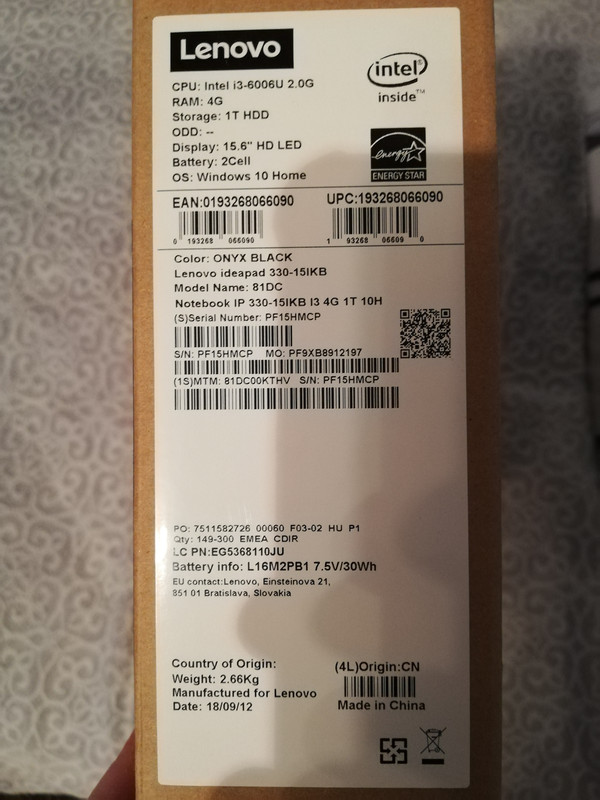 Lenovo
CPU: Intel i3-6006U 2.0G
RAM: 4G
Storage: 1T HDD
ODD: --
Display: 15.6" HD LED
Battery: 2Cell
OS: Windows 10 Home
intel
inside™
energy
ENERGY STAR
EAN:0193268066090 UPC:193268066090
0 193268 066090 1 93268 06609 0
Color: ONYX BLACK
Lenovo ideapad 330-15IKB
Model Name: 81DC
Notebook IP 330-15IKB I3 4G 1T 10H
(S)Serial Number: PF15HMCP
S/N: PF15HMCP MO: PF9XB8912197
(1S)MTM: 81DC00KTHV S/N: PF15HMCP
PO: 7511582726 00060 F03-02 HU P1
Qty: 149-300 EMEA CDIR
LC PN:EG5368110JU
Battery info: L16M2PB1 7.5V/30Wh
EU contact:Lenovo, Einsteinova 21,
851 01 Bratislava, Slovakia
Country of Origin: (4L)Origin:CN
Weight: 2.66Kg
Manufactured for Lenovo
Date: 18/09/12
Made in China